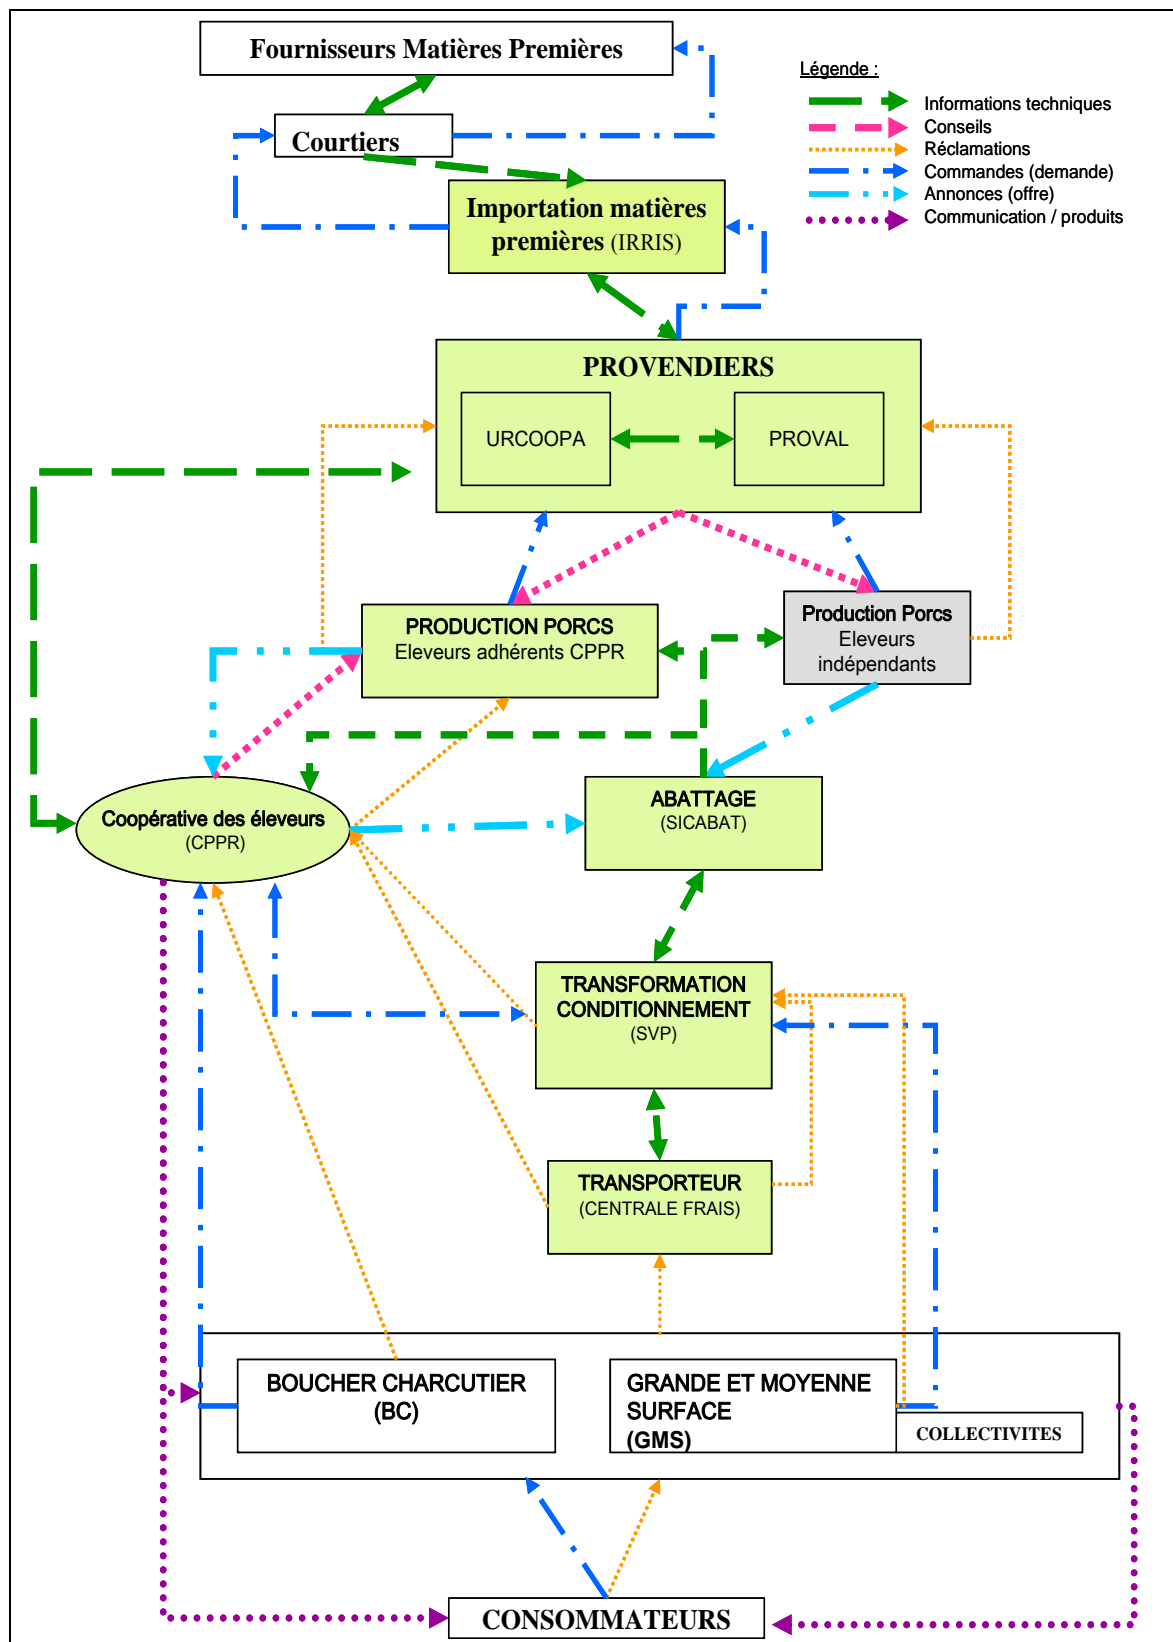 Fournisseurs Matières Premières
Légende :
Informations techniques
Conseils
Réclamations
Commandes (demande)
Annonces (offre)
Communication / produits
Courtiers
Importation matières
premières (IRRIS)
PROVENDIERS
URCOOPA
PROVAL
PRODUCTION PORCS
Eleveurs adhérents CPPR
Production Porcs
Eleveurs
indépendants
Coopérative des éleveurs
(CPPR)
ABATTAGE
(SICABAT)
TRANSFORMATION
CONDITIONNEMENT
(SVP)
TRANSPORTEUR
(CENTRALE FRAIS)
BOUCHER CHARCUTIER
(BC)
GRANDE ET MOYENNE
SURFACE
(GMS)
COLLECTIVITES
CONSOMMATEURS